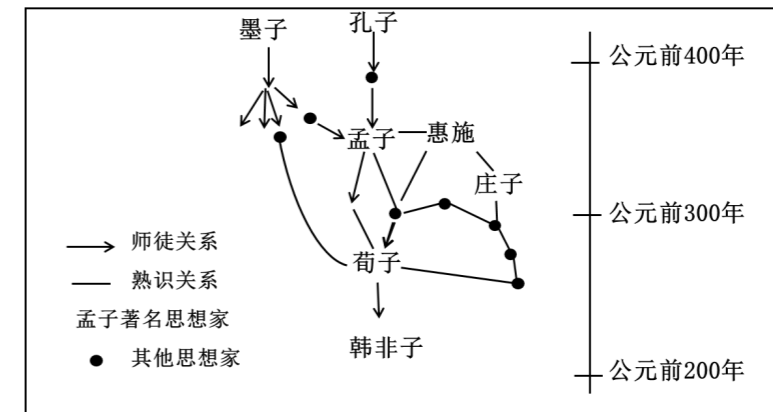 墨子
孔子
公元前400年
孟子
惠施
庄子
公元前300年
师徒关系
荀子
熟识关系
孟子著名思想家
韩非子
其他思想家
公元前200年